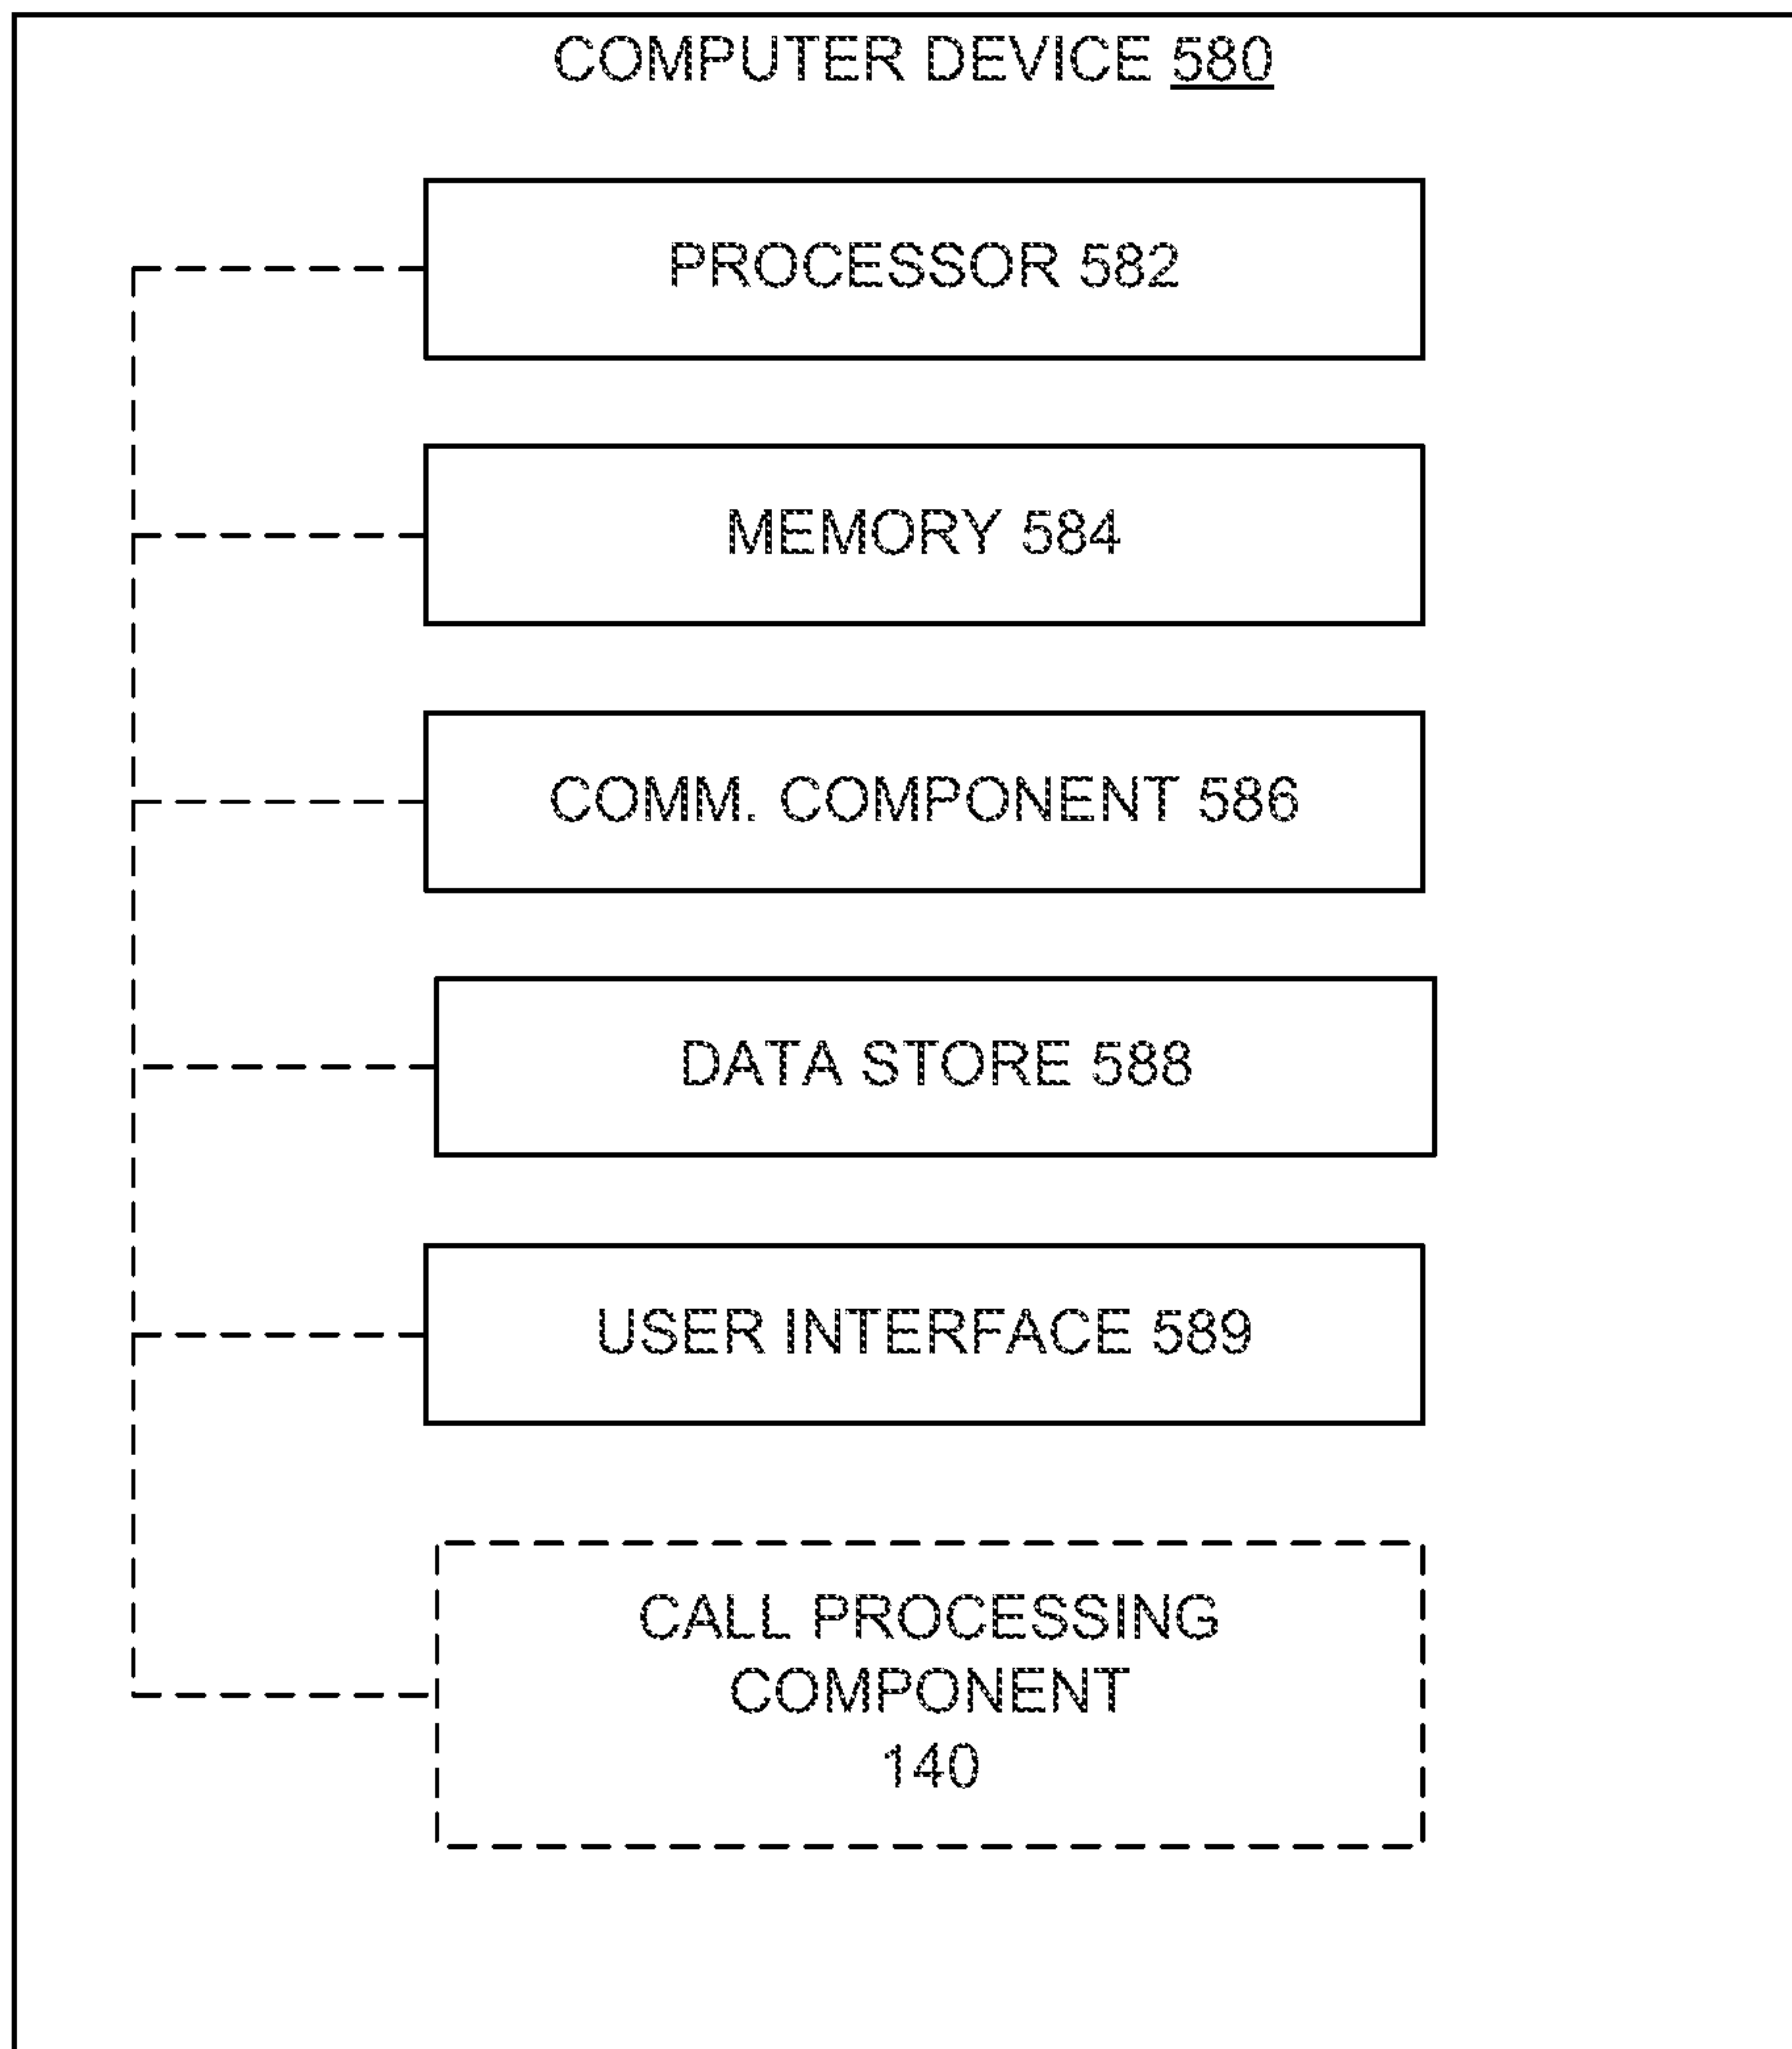 COMPUTER DEVICE 580
PROCESSOR 582
MEMORY 584
COMM. COMPONENT 586
DATA STORE 588
USER INTERFACE 589
CALL PROCESSING
COMPONENT
140